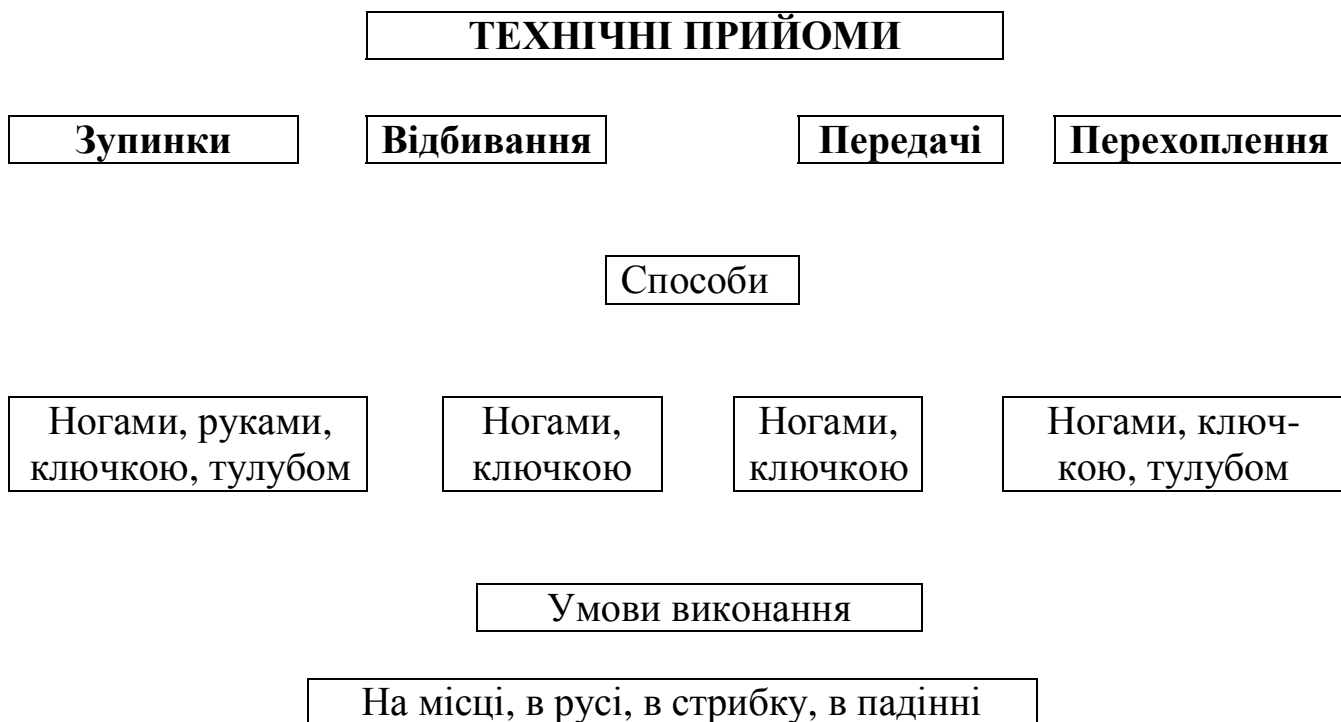 ТЕХНІЧНІ ПРИЙОМИ
Зупинки
Відбивання
Передачі
Перехоплення
Способи
Ногами, руками,
ключкою, тулубом
Ногами,
ключкою
Ногами,
ключкою
Ногами, ключ-
кою, тулубом
Умови виконання
На місці, в русі, в стрибку, в падінні